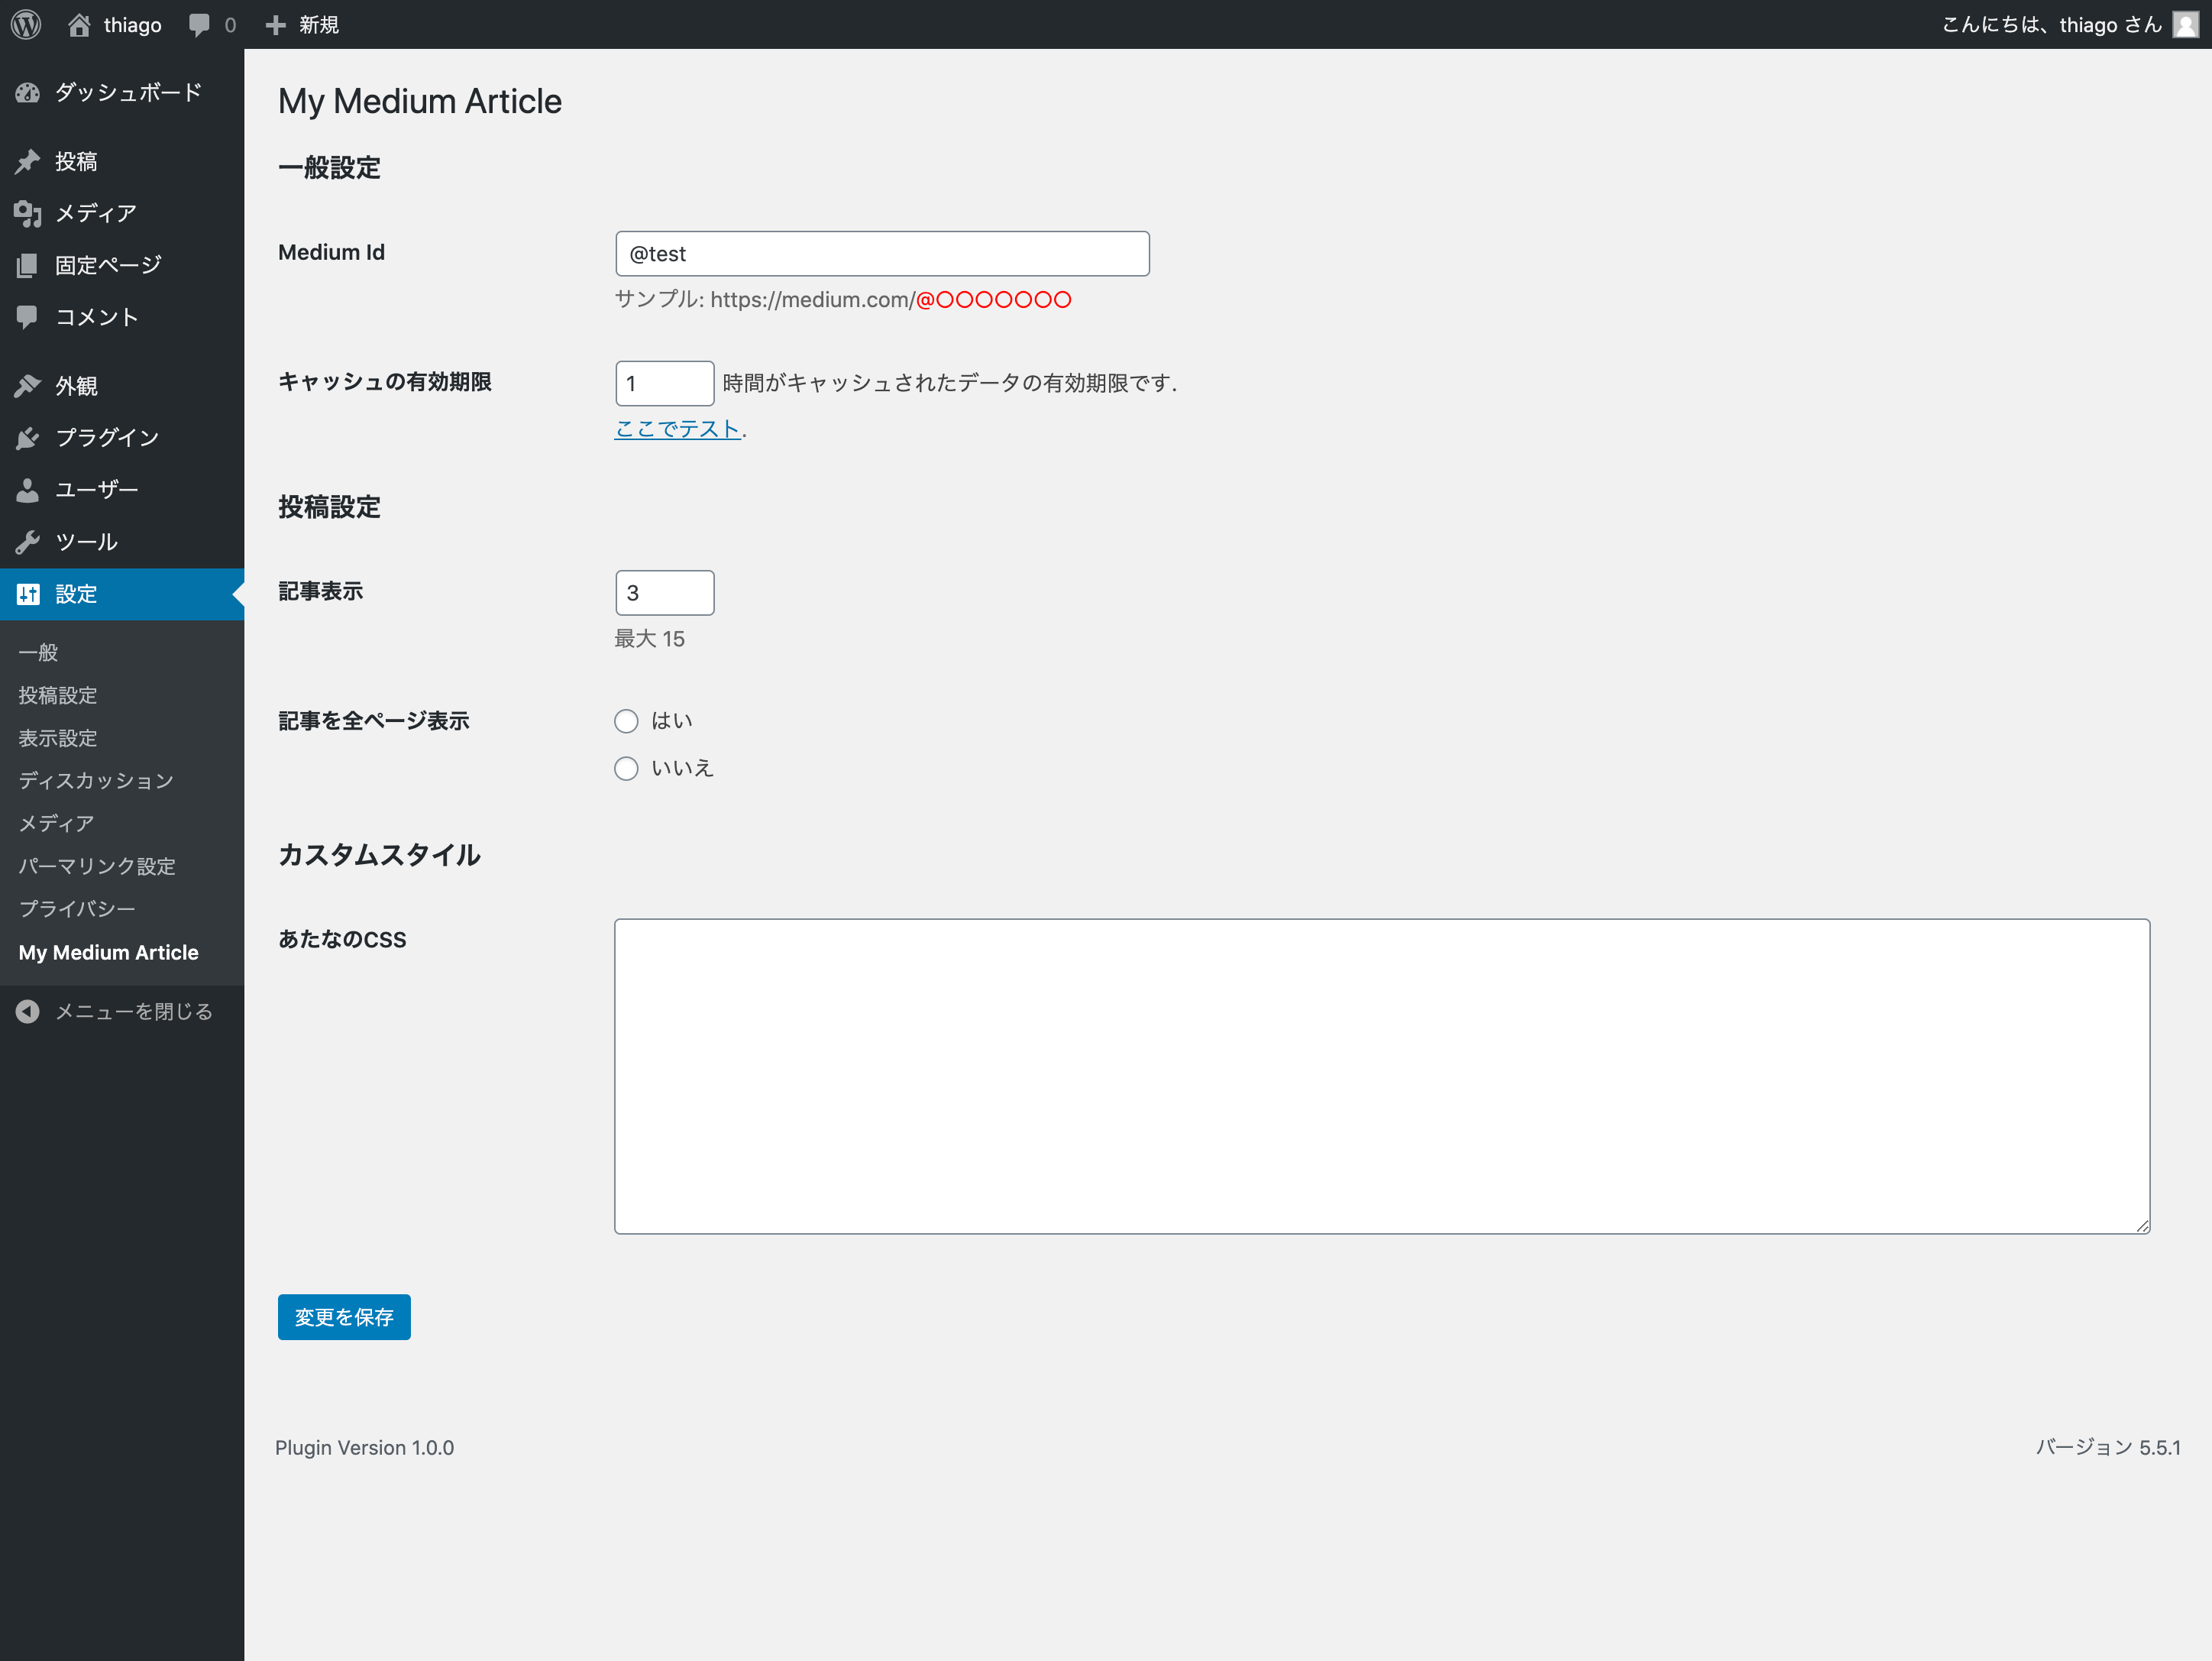 thiago 0 新規
こんにちは、thiago さん
ダッシュボード
投稿
メディア
固定ページ
コメント
外観
プラグイン
ユーザー
ツール
設定
一般
投稿設定
表示設定
ディスカッション
メディア
パーマリンク設定
プライバシー
My Medium Article
メニューを閉じる
My Medium Article
一般設定
Medium Id
@test
サンプル: https://medium.com/@〇〇〇〇〇〇〇
キャッシュの有効期限
1 時間がキャッシュされたデータの有効期限です.
ここでテスト.
投稿設定
記事表示
3
最大 15
記事を全ページ表示
はい
いいえ
カスタムスタイル
あたなのCSS
変更を保存
Plugin Version 1.0.0
バージョン 5.5.1